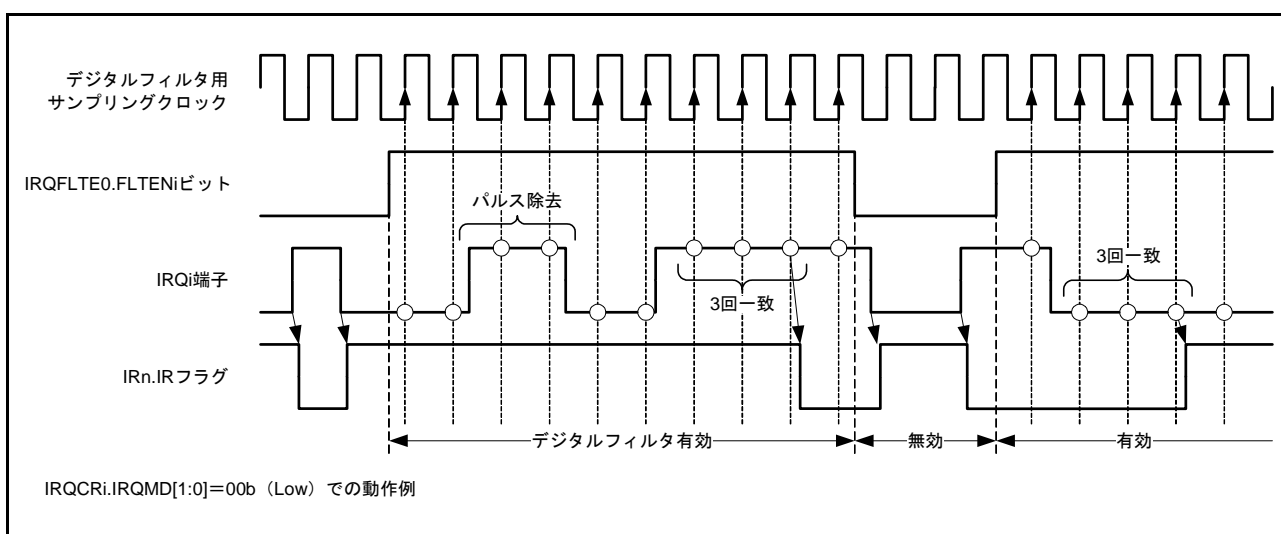 デジタルフィルタ用
サンプリングクロック
IRQFLTE0.FLTENiビット
パルス除去
IRQi端子
3回一致
3回一致
IRn.IRフラグ
デジタルフィルタ有効
無効
有効
IRQCRi.IRQMD[1:0]=00b（Low）での動作例